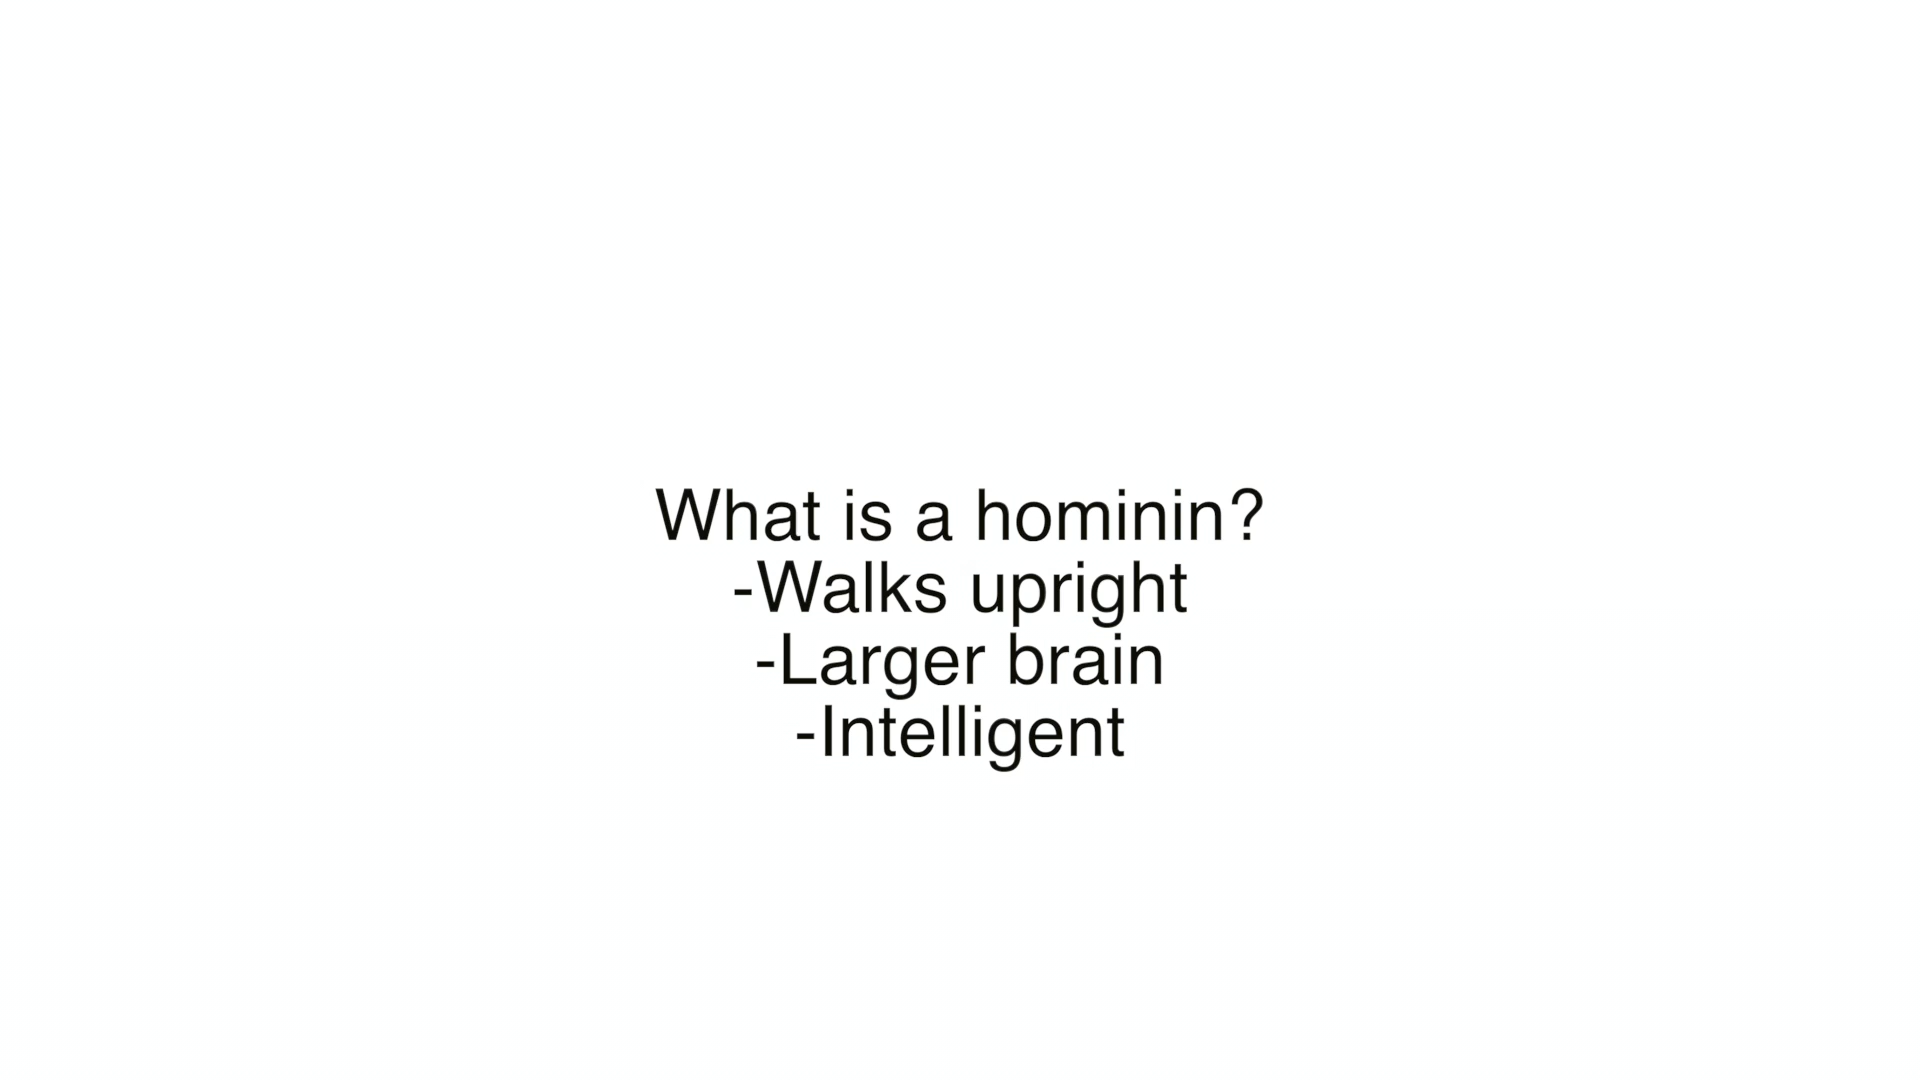 What is a hominin?
-Walks upright
-Larger brain
-Intelligent